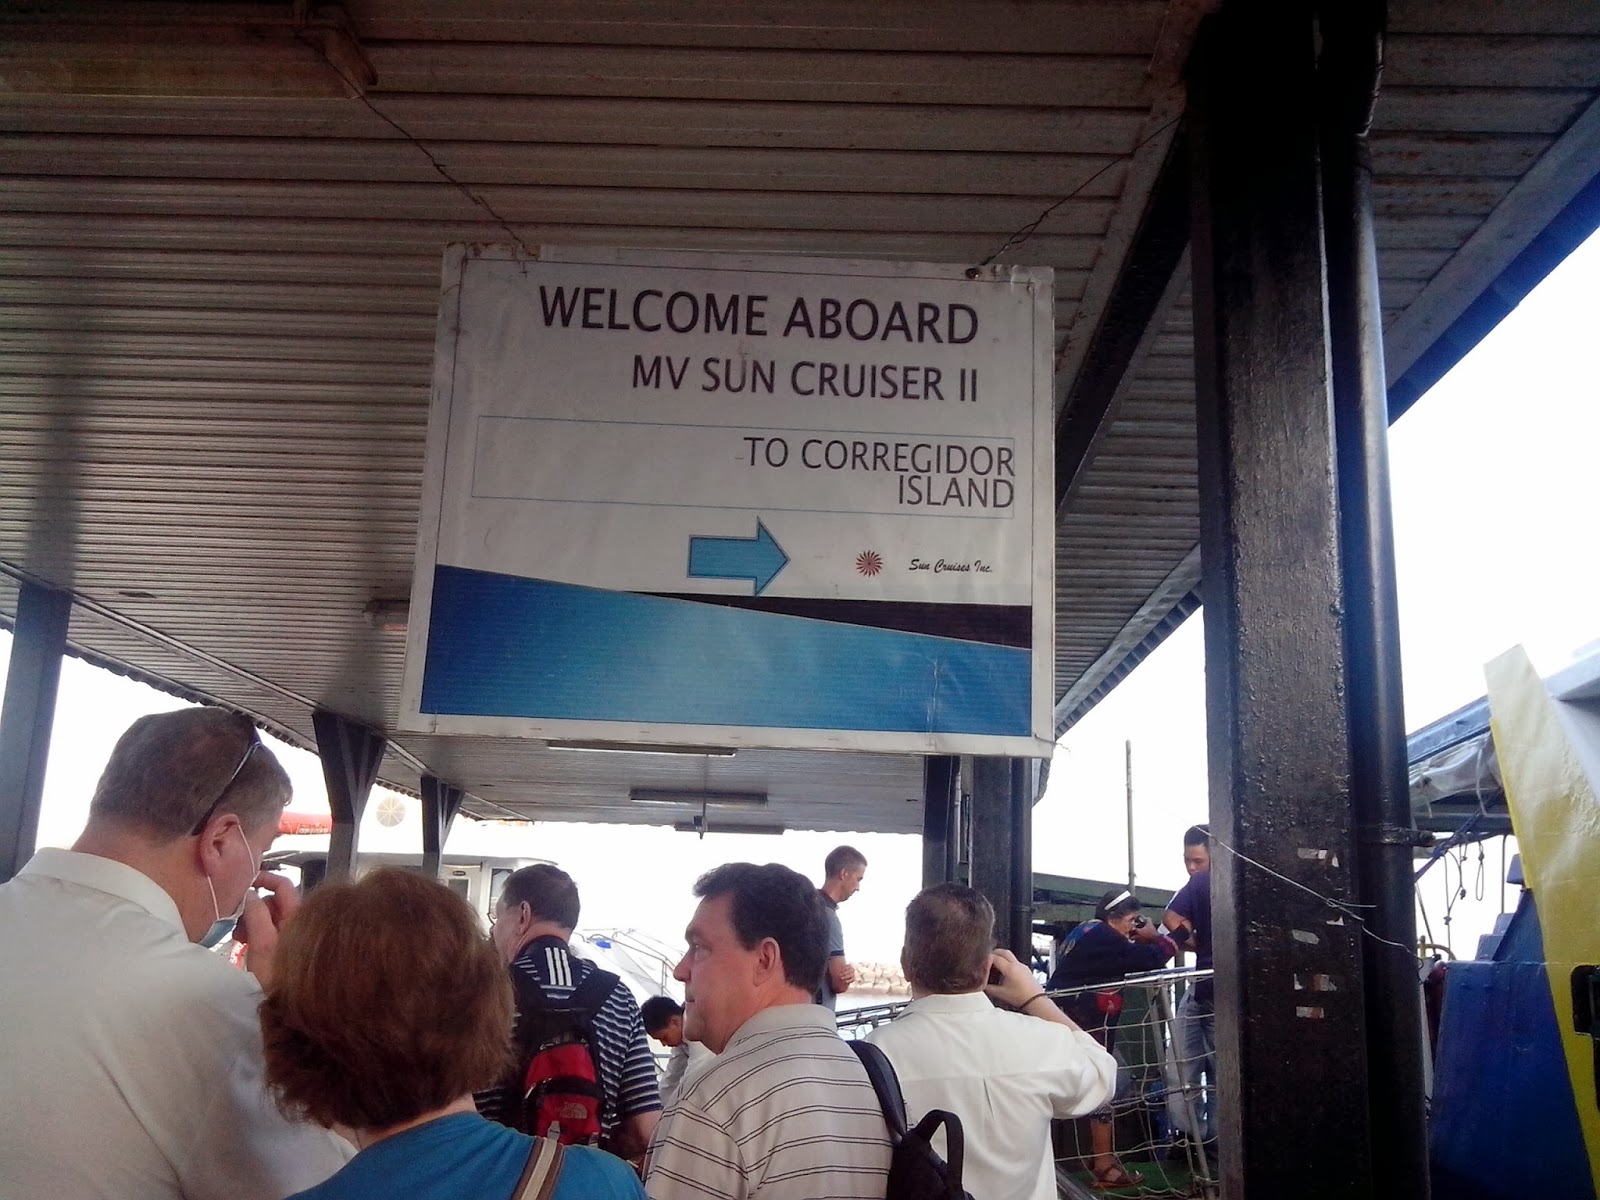 WELCOME ABOARD
MV SUN CRUISER II
TO CORREGIDOR
ISLAND
Sun Cruises Inc.